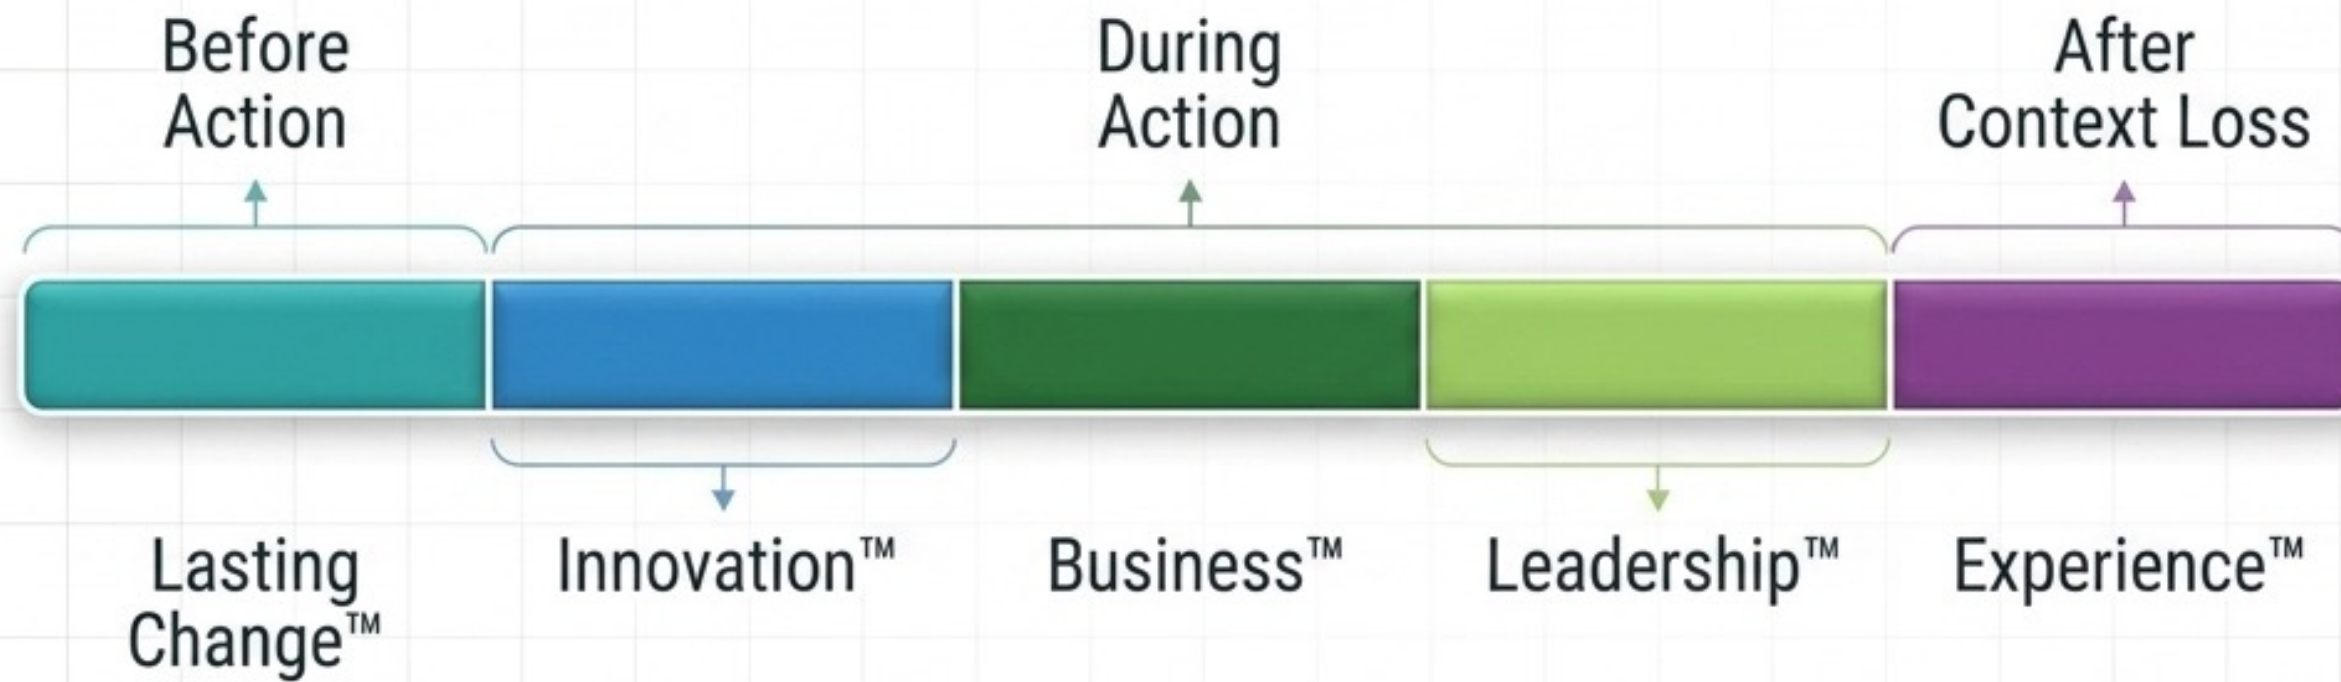 Before
Action
During
Action
After
Context Loss
Lasting
Change™
Innovation™
Business™
Leadership™
Experience™